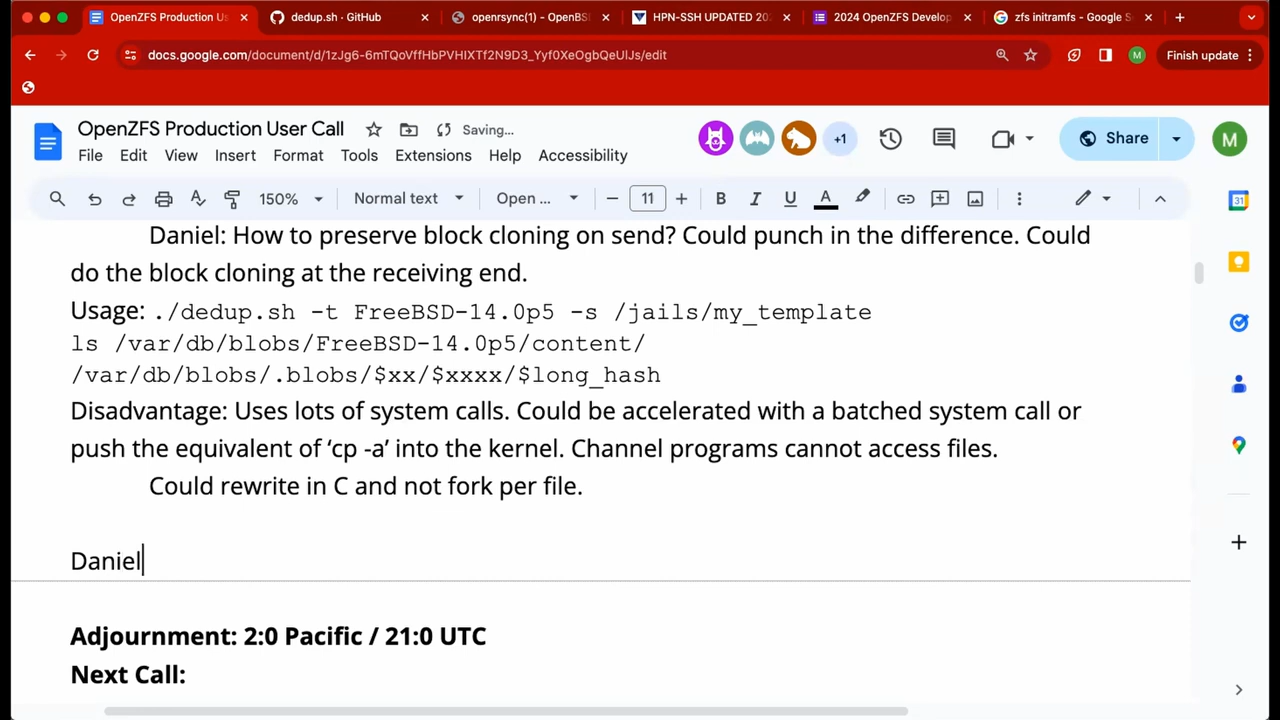 OpenZFS Production Us
dedup.sh · GitHub
openrsync(1) - OpenBS
HPN-SSH UPDATED 202
2024 OpenZFS Develop
zfs initramfs - Google S
docs.google.com/document/d/1zJg6-6mTQoVffHbPVHIXTf2N9D3_Yyf0XeOgbQeUlJs/edit
M
Finish update
OpenZFS Production User Call
Saving...
+1
Share
M
File Edit View Insert Format Tools Extensions Help Accessibility
150%
Normal text
Open ...
11
B I U A
31
Daniel: How to preserve block cloning on send? Could punch in the difference. Could
do the block cloning at the receiving end.
Usage: ./dedup.sh -t FreeBSD-14.0p5 -s /jails/my_template
ls /var/db/blobs/FreeBSD-14.0p5/content/
/var/db/blobs/.blobs/$xx/$xxxx/$long_hash
Disadvantage: Uses lots of system calls. Could be accelerated with a batched system call or
push the equivalent of ‘cp -a’ into the kernel. Channel programs cannot access files.
Could rewrite in C and not fork per file.
Daniel
Adjournment: 2:0 Pacific / 21:0 UTC
Next Call: